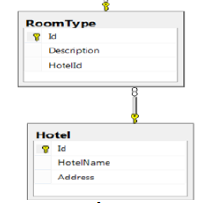 RoomType
Id
Description
HotelId
Hotel
Id
HotelName
Address